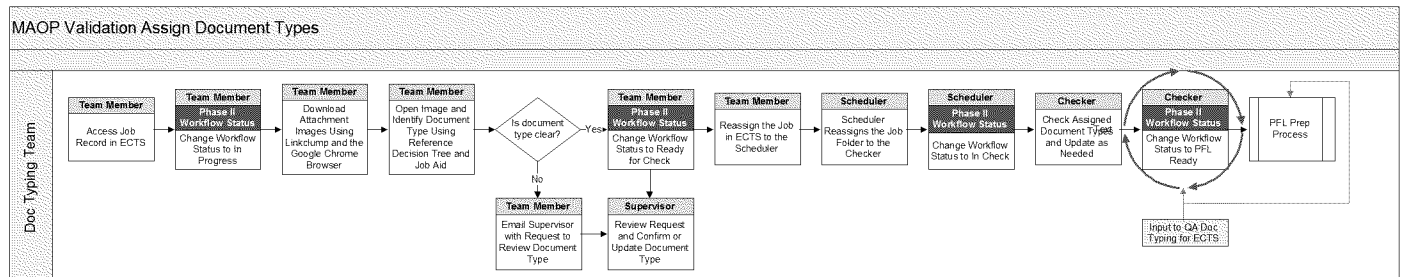 MAOP Validation Assign Document Types
Doc Typing Team
Team Member
Access Job
Record in ECTS
Team Member
Phase II
Workflow Status
Change Workflow
Status to In
Progress
Team Member
Download
Attachment
Images Using
Linkclump and the
Google Chrome
Browser
Team Member
Open Image and
Identify Document
Type Using
Reference
Decision Tree and
Job Aid
Is document
type clear?
Yes
No
Team Member
Phase II
Workflow Status
Change Workflow
Status to Ready
for Check
Team Member
Reassign the Job
in ECTS to the
Scheduler
Scheduler
Scheduler
Reassigns the Job
Folder to the
Checker
Scheduler
Phase II
Workflow Status
Change Workflow
Status to In Check
Checker
Check Assigned
Document Types
and Update as
Needed
Text
Checker
Phase II
Workflow Status
Change Workflow
Status to PFL
Ready
PFL Prep
Process
Team Member
Email Supervisor
with Request to
Review Document
Type
Supervisor
Review Request
and Confirm or
Update Document
Type
Input to QA Doc
Typing for ECTS